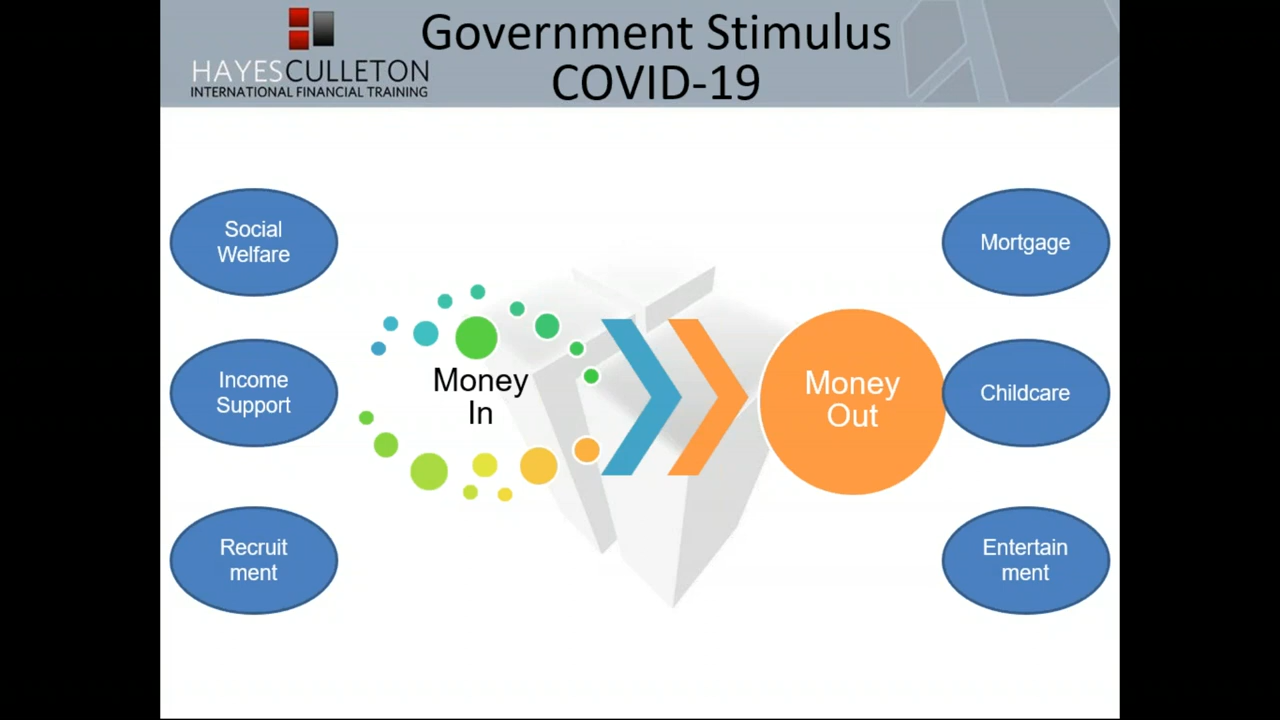 HAYESCULLETON
INTERNATIONAL FINANCIAL TRAINING
Government Stimulus
COVID-19
Social
Welfare
Income
Support
Recruit
ment
Money
In
Money
Out
Mortgage
Childcare
Entertain
ment